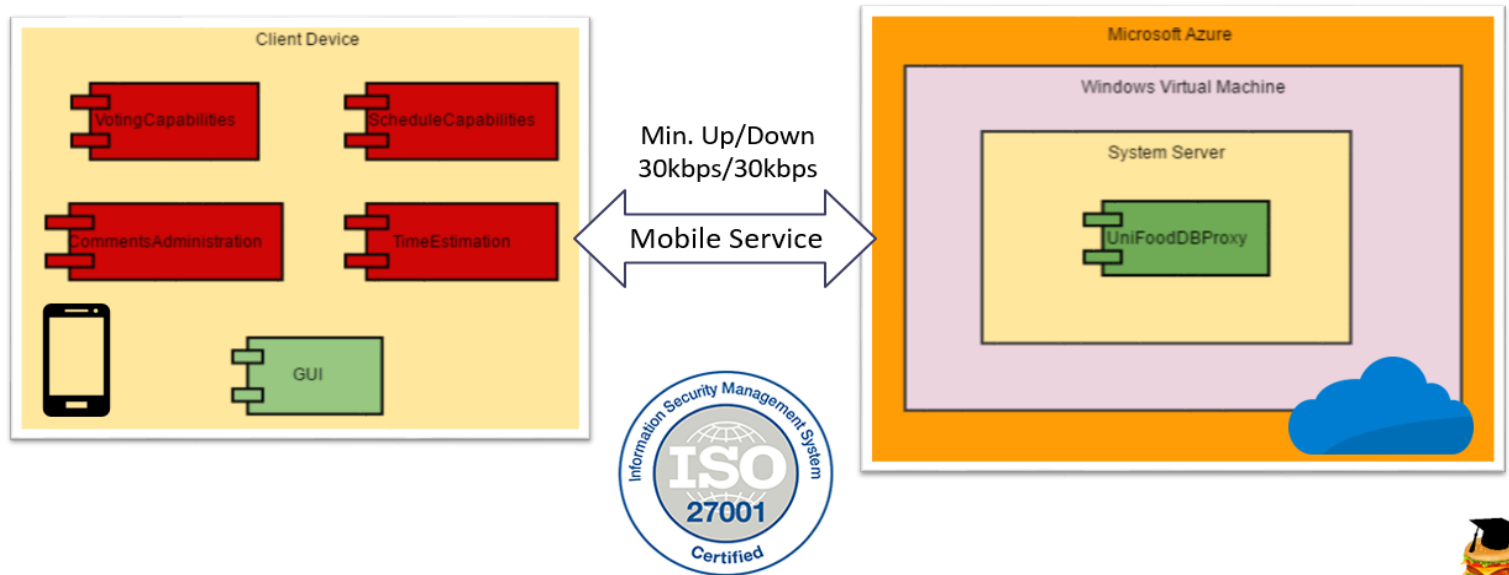 Client Device
VotingCapabilities
ScheduleCapabilities
CommentsAdministration
TimeEstimation
GUI
Min. Up/Down
30kbps/30kbps
Mobile Service
Microsoft Azure
Windows Virtual Machine
System Server
UniFoodDBProxy
Information Security Management System
ISO
27001
Certified